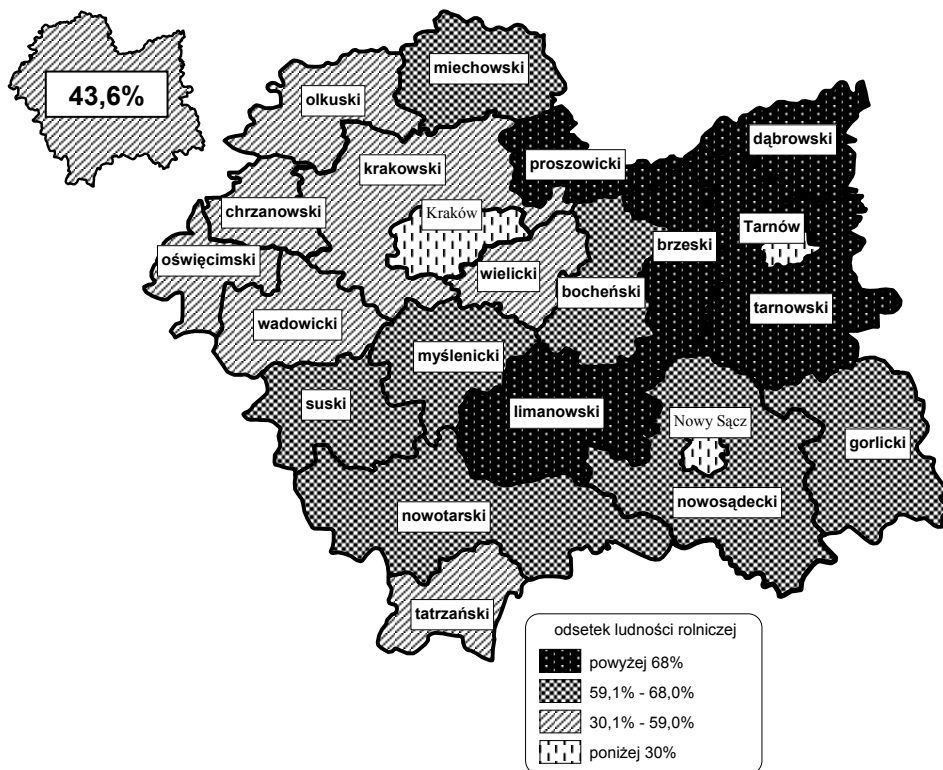 43,6%
miechowski
olkuski
dąbrowski
proszowicki
krakowski
chrzanowski
Kraków
Tarnów
brzeski
oświęcimski
wielicki
bocheński
tarnowski
wadowicki
myślenicki
suski
limanowski
Nowy Sącz
gorlicki
nowotarski
nowosądecki
tatrzański
odsetek ludności rolniczej
powyżej 68%
59,1% - 68,0%
30,1% - 59,0%
poniżej 30%